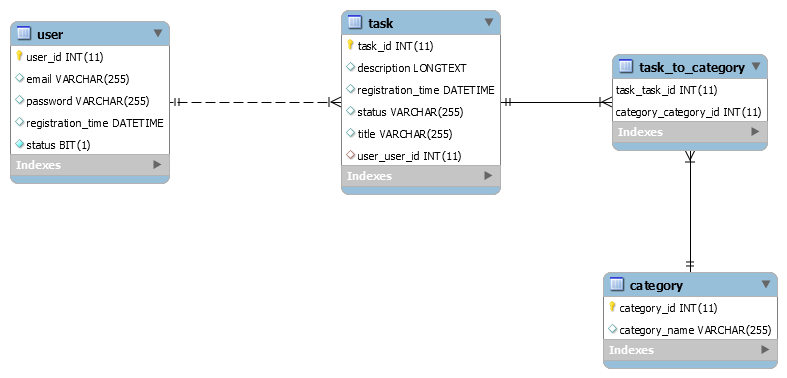 user
user_id INT(11)
email VARCHAR(255)
password VARCHAR(255)
registration_time DATETIME
status BIT(1)
Indexes
task
task_id INT(11)
description LONGTEXT
registration_time DATETIME
status VARCHAR(255)
title VARCHAR(255)
user_user_id INT(11)
Indexes
task_to_category
task_task_id INT(11)
category_category_id INT(11)
Indexes
category
category_id INT(11)
category_name VARCHAR(255)
Indexes